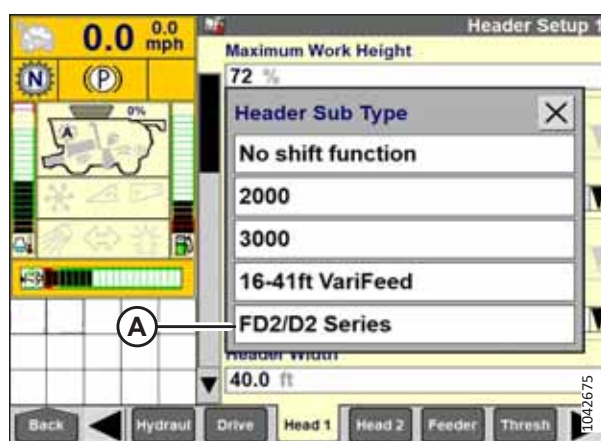 0.0 0.0 mph
Header Setup 1
N (P)
Maximum Work Height
72 %
0%
A
Header Sub Type
No shift function
2000
3000
16-41ft VariFeed
A
FD2/D2 Series
Header Width
40.0 ft
Back Hydraul Drive Head 1 Head 2 Feeder Thresh
1042675